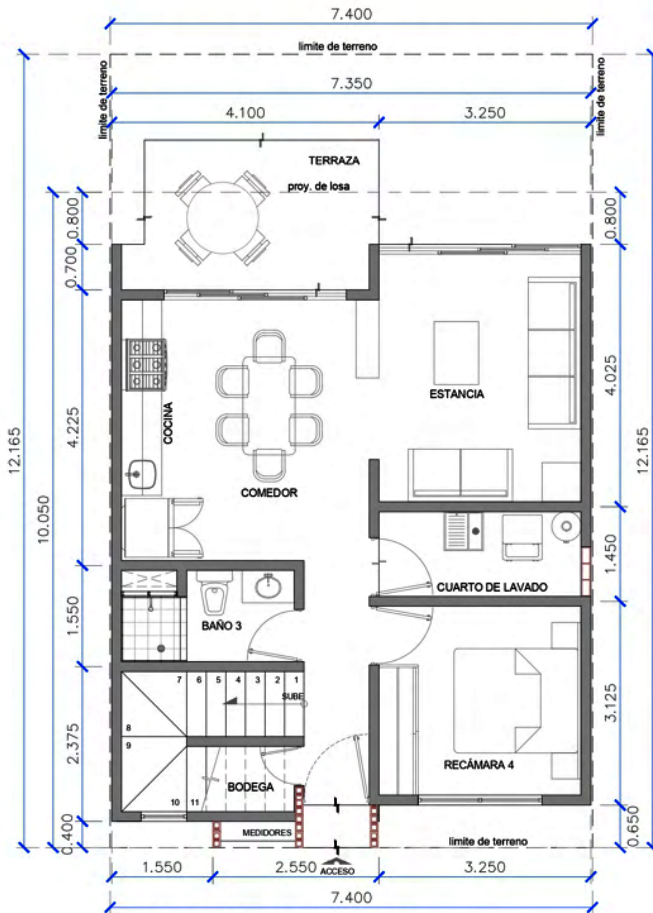 7.400
limite de terreno
7.350
limite de terreno
limite de terreno
4.100
3.250
TERRAZA
proy. de losa
0.800
0.800
0.700
ESTANCIA
4.025
COCINA
4.225
12.165
12.165
COMEDOR
10.050
1.450
CUARTO DE LAVADO
1.550
BAÑO 3
7 6 5 4 3 2 1
SUBE
3.125
8
2.375
9
RECÁMARA 4
BODEGA
10 11
MEDIDORES
0.400
limite de terreno
0.650
1.550
2.550
3.250
ACCESO
7.400